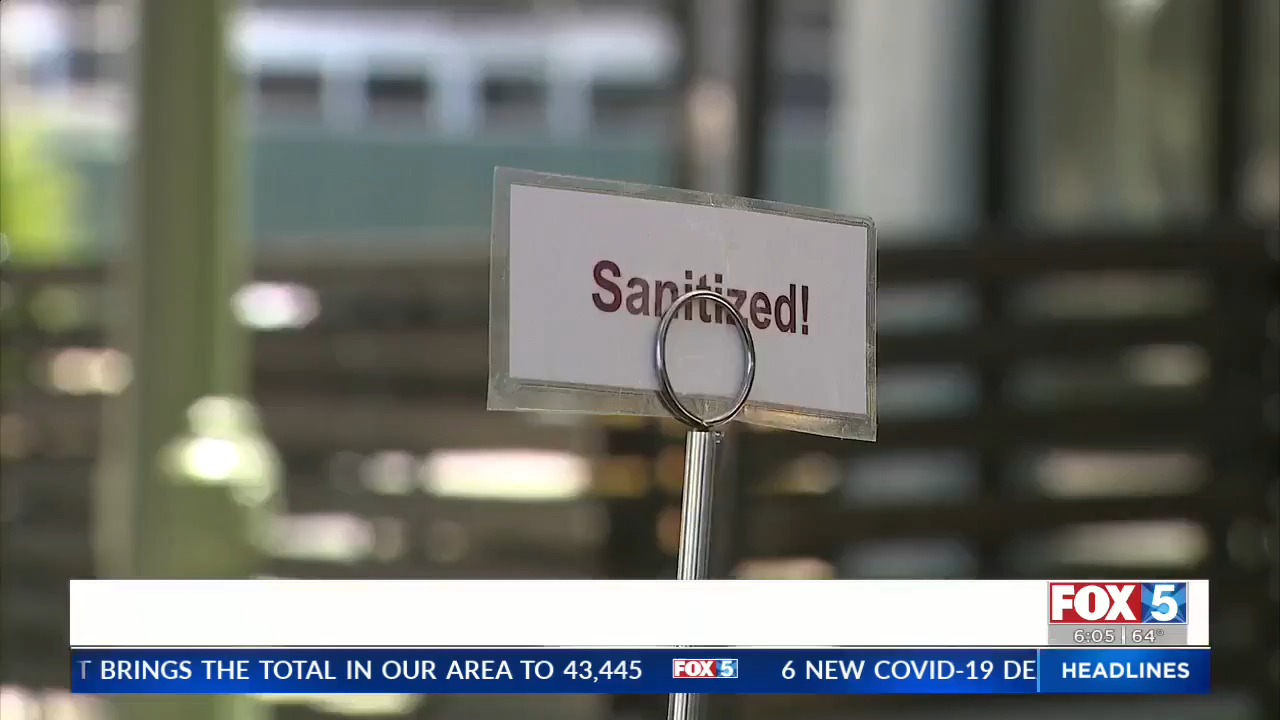 Sanitized!
FOX 5
6:05 64°
T BRINGS THE TOTAL IN OUR AREA TO 43,445 FOX 5 6 NEW COVID-19 DE
HEADLINES